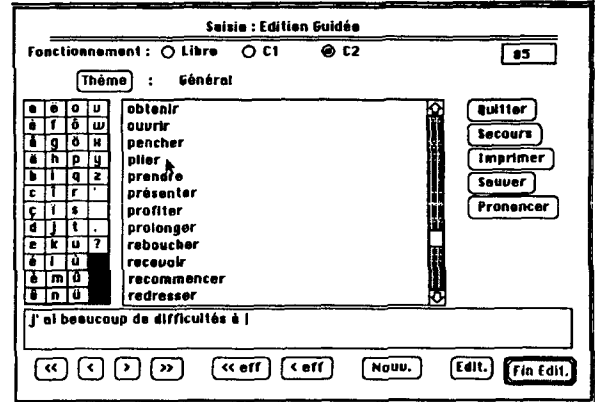 Saisie : Edition Guidée
Fonctionnement : Libre C1 C2 85
Thème : Général
obtenir
ouvrir
pencher
plier
prendre
présenter
profiter
prolonger
reboucher
recevoir
recommencer
redresser
Quitter
Secours
Imprimer
Sauver
Prononcer
j' ai beaucoup de difficultés à |
<< < > >> << eff < eff Nouv. Edit. Fin Edit.